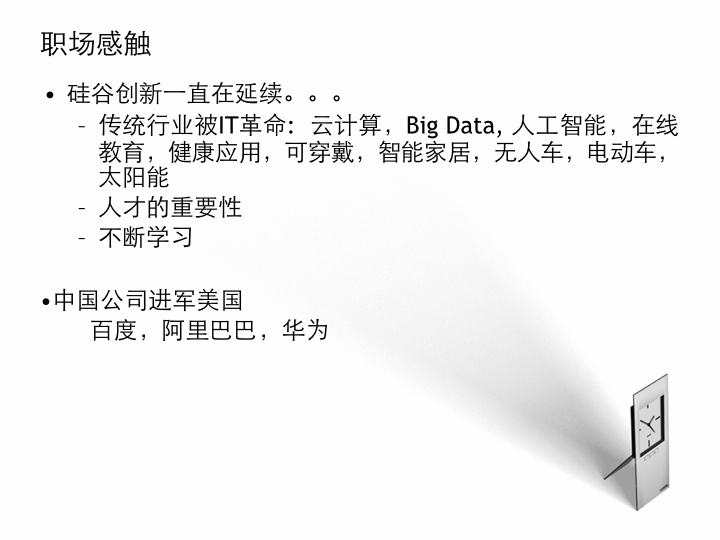 职场感触
• 硅谷创新一直在延续。。。
– 传统行业被IT革命：云计算，Big Data, 人工智能，在线
教育，健康应用，可穿戴，智能家居，无人车，电动车，
太阳能
– 人才的重要性
– 不断学习
•中国公司进军美国
百度，阿里巴巴，华为